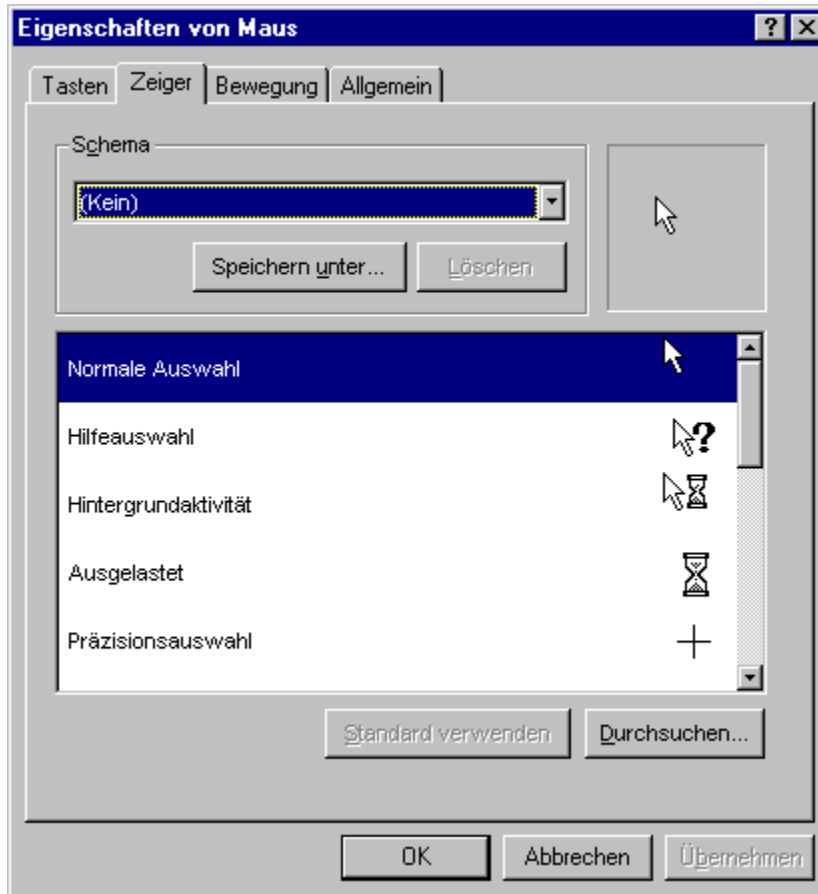 Eigenschaften von Maus
Tasten Zeiger Bewegung Allgemein
Schema
(Kein)
Speichern unter... Löschen
Normale Auswahl
Hilfeauswahl
Hintergrundaktivität
Ausgelastet
Präzisionsauswahl
Standard verwenden Durchsuchen...
OK Abbrechen Übernehmen